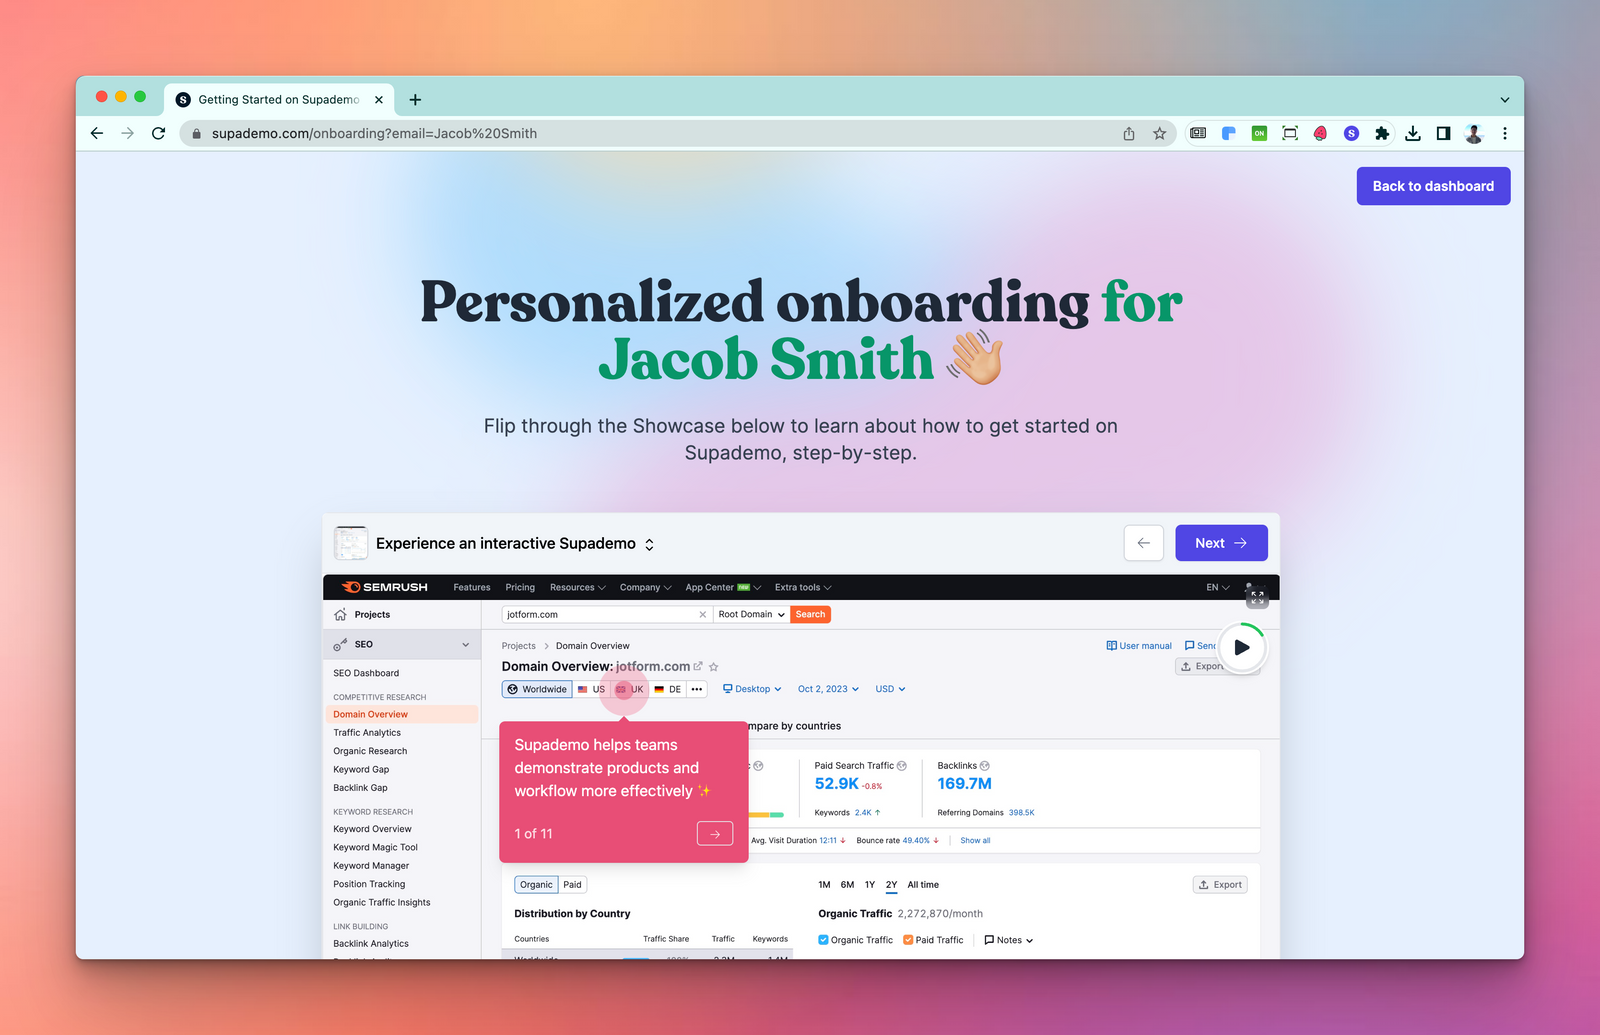 Getting Started on Supademo
supademo.com/onboarding?email=Jacob%20Smith
ON
S
Back to dashboard
Personalized onboarding for
Jacob Smith 👋
Flip through the Showcase below to learn about how to get started on
Supademo, step-by-step.
Experience an interactive Supademo
Next →
SEMRUSH
Features Pricing Resources Company App Center new Extra tools EN
Projects
jotform.com
Root Domain
Search
SEO
Projects > Domain Overview
User manual
Send
Domain Overview: jotform.com
Export
SEO Dashboard
Worldwide US UK DE ••• Desktop Oct 2, 2023 USD
COMPETITIVE RESEARCH
Domain Overview
Traffic Analytics
Organic Research
Keyword Gap
Backlink Gap
KEYWORD RESEARCH
Keyword Overview
Keyword Magic Tool
Keyword Manager
Position Tracking
Organic Traffic Insights
LINK BUILDING
Backlink Analytics
mpare by countries
Supademo helps teams
demonstrate products and
workflow more effectively ✨
1 of 11
Paid Search Traffic
52.9K -0.8%
Keywords 2.4K ↑
Backlinks
169.7M
Referring Domains 398.5K
Avg. Visit Duration 12:11 ↓ Bounce rate 49.40% ↓ Show all
Organic Paid
1M 6M 1Y 2Y All time
Export
Distribution by Country
Organic Traffic 2,272,870/month
Countries Traffic Share Traffic Keywords
Organic Traffic Paid Traffic Notes